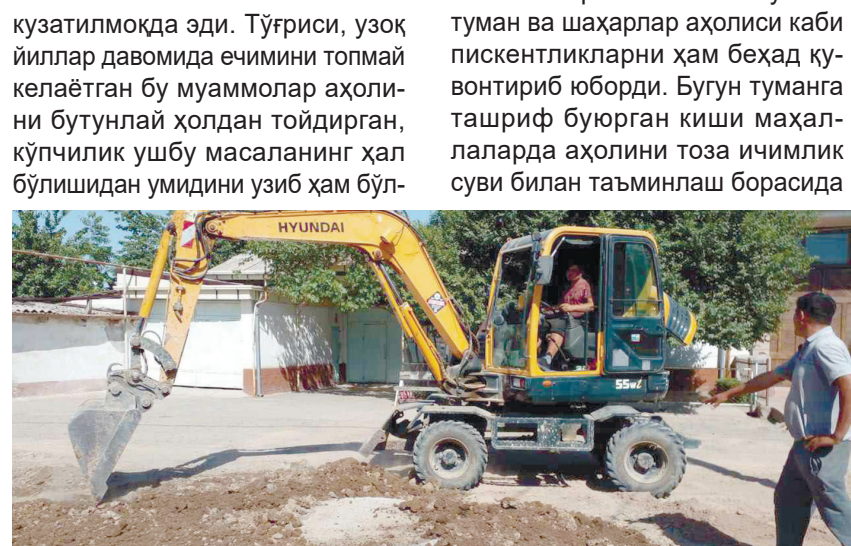 кузатилмоқда эди. Тўғриси, узоқ
йиллар давомида ечимини топмай
келаётган бу муаммолар аҳоли-
ни бутунлай ҳолдан тойдирган,
кўпчилик ушбу масаланинг ҳал
бўлишидан умидини узиб ҳам бўл-
туман ва шаҳарлар аҳолиси каби
пискентликларни ҳам беҳад қу-
вонтириб юборди. Бугун туманга
ташриф буюрган киши маҳал-
лаларда аҳолини тоза ичимлик
суви билан таъминлаш борасида
HYUNDAI
55W